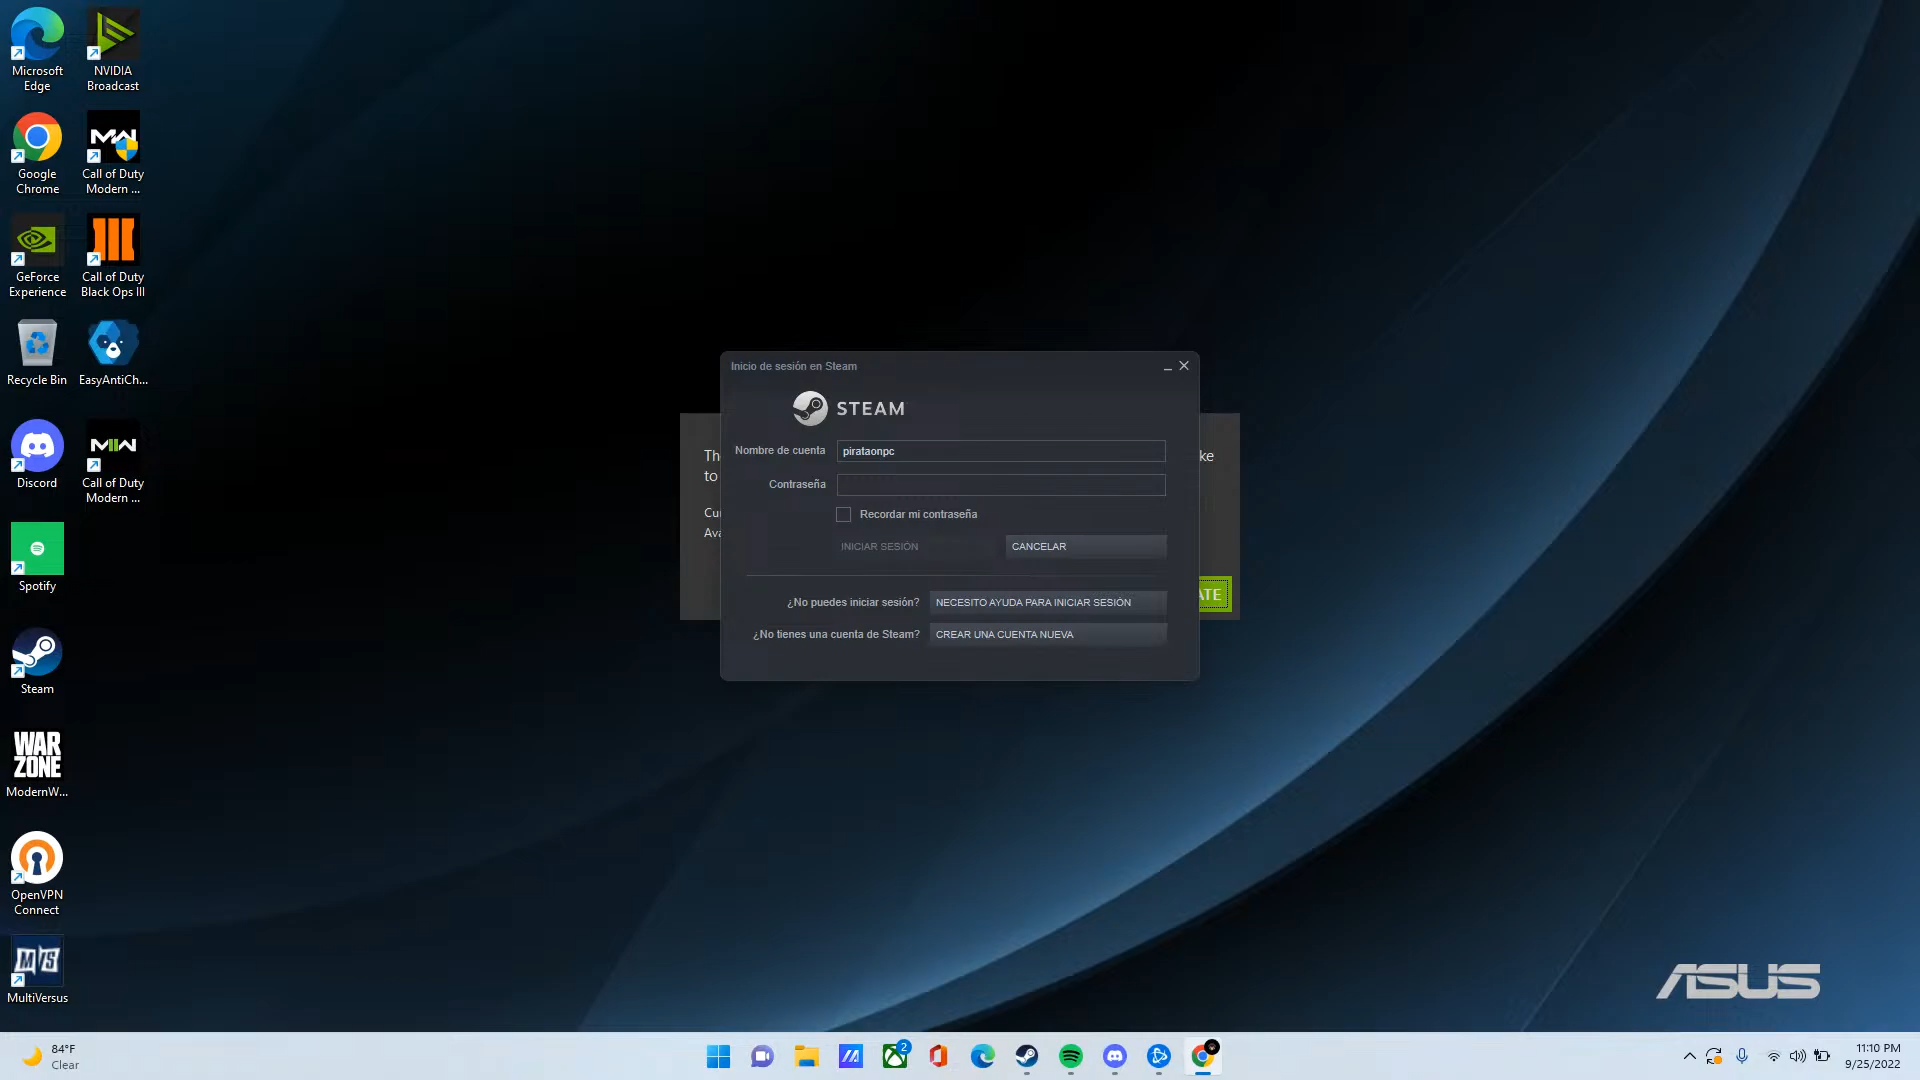 Microsoft
Edge
NVIDIA
Broadcast
Google
Chrome
Call of Duty
Modern ...
GeForce
Experience
Call of Duty
Black Ops III
Recycle Bin
EasyAntiCh...
Discord
Call of Duty
Modern ...
Spotify
Steam
WAR
ZONE
ModernW...
OpenVPN
Connect
M/S
MultiVersus
Inicio de sesión en Steam
STEAM
Nombre de cuenta
pirataonpc
Contraseña
Recordar mi contraseña
INICIAR SESIÓN
CANCELAR
¿No puedes iniciar sesión?
NECESITO AYUDA PARA INICIAR SESIÓN
¿No tienes una cuenta de Steam?
CREAR UNA CUENTA NUEVA
to
ASUS
84°F
Clear
2
11:10 PM
9/25/2022